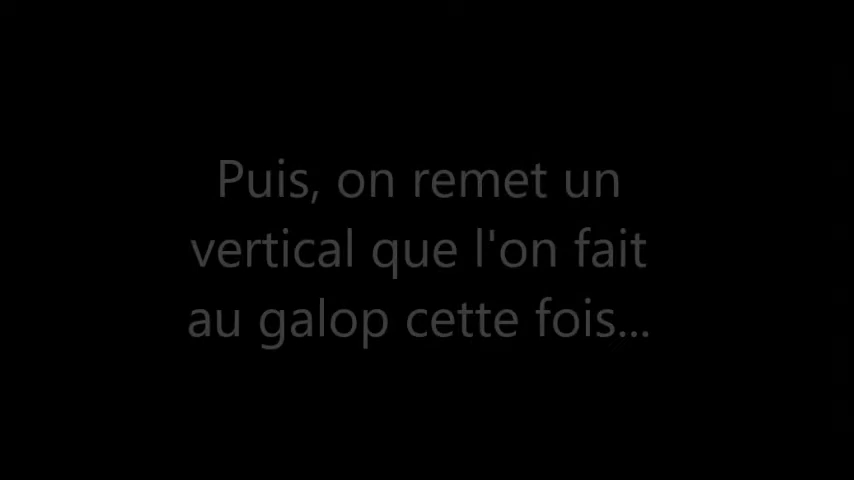 Puis, on remet un
vertical que l'on fait
au galop cette fois...